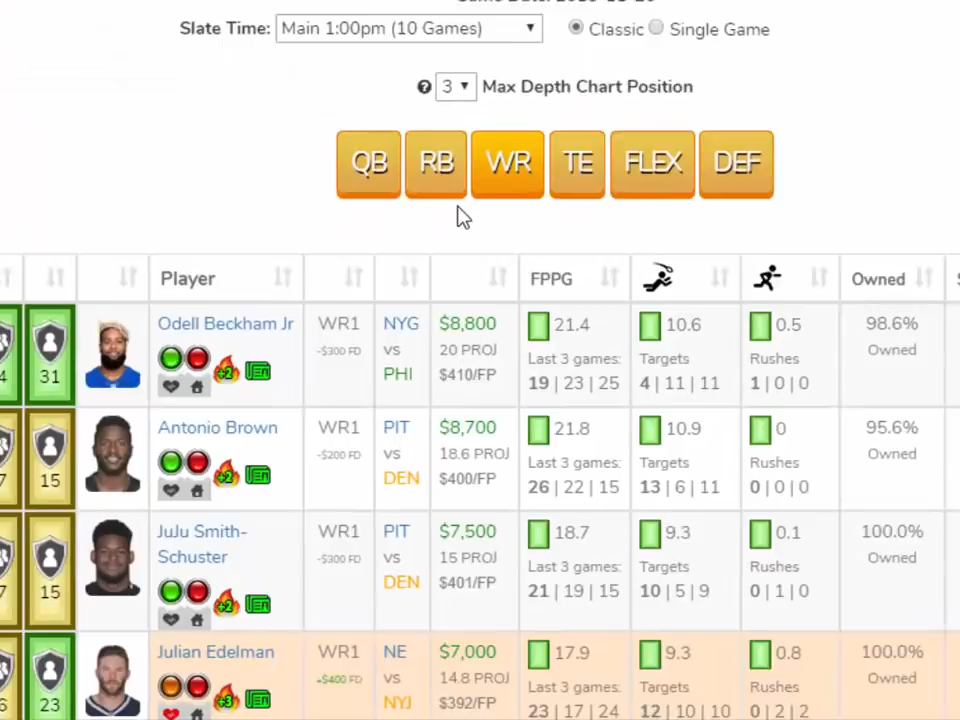 Slate Time: Main 1:00pm (10 Games) Classic Single Game
3 Max Depth Chart Position
QB RB WR TE FLEX DEF
Player FPPG Owned
31 Odell Beckham Jr WR1 NYG $8,800 21.4 10.6 0.5 98.6%
-$300 FD vs 20 PROJ Last 3 games: Targets Rushes Owned
+2 PHI $410/FP 19 | 23 | 25 4 | 11 | 11 1 | 0 | 0
15 Antonio Brown WR1 PIT $8,700 21.8 10.9 0 95.6%
-$200 FD vs 18.6 PROJ Last 3 games: Targets Rushes Owned
+2 DEN $400/FP 26 | 22 | 15 13 | 6 | 11 0 | 0 | 0
15 JuJu Smith- WR1 PIT $7,500 18.7 9.3 0.1 100.0%
Schuster -$300 FD vs 15 PROJ Last 3 games: Targets Rushes Owned
+2 DEN $401/FP 21 | 19 | 15 10 | 5 | 9 0 | 1 | 0
23 Julian Edelman WR1 NE $7,000 17.9 9.3 0.8 100.0%
+$400 FD vs 14.8 PROJ Last 3 games: Targets Rushes Owned
+3 NYJ $392/FP 23 | 17 | 24 12 | 10 | 10 0 | 2 | 2